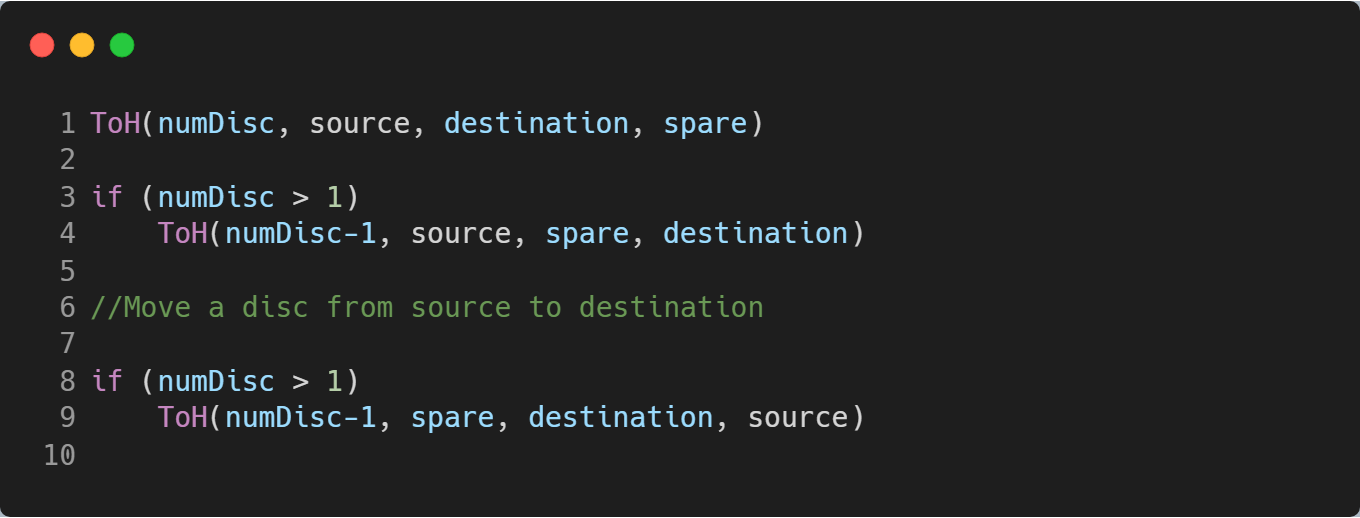 1 ToH(numDisc, source, destination, spare)
2
3 if (numDisc > 1)
4     ToH(numDisc-1, source, spare, destination)
5
6 //Move a disc from source to destination
7
8 if (numDisc > 1)
9     ToH(numDisc-1, spare, destination, source)
10